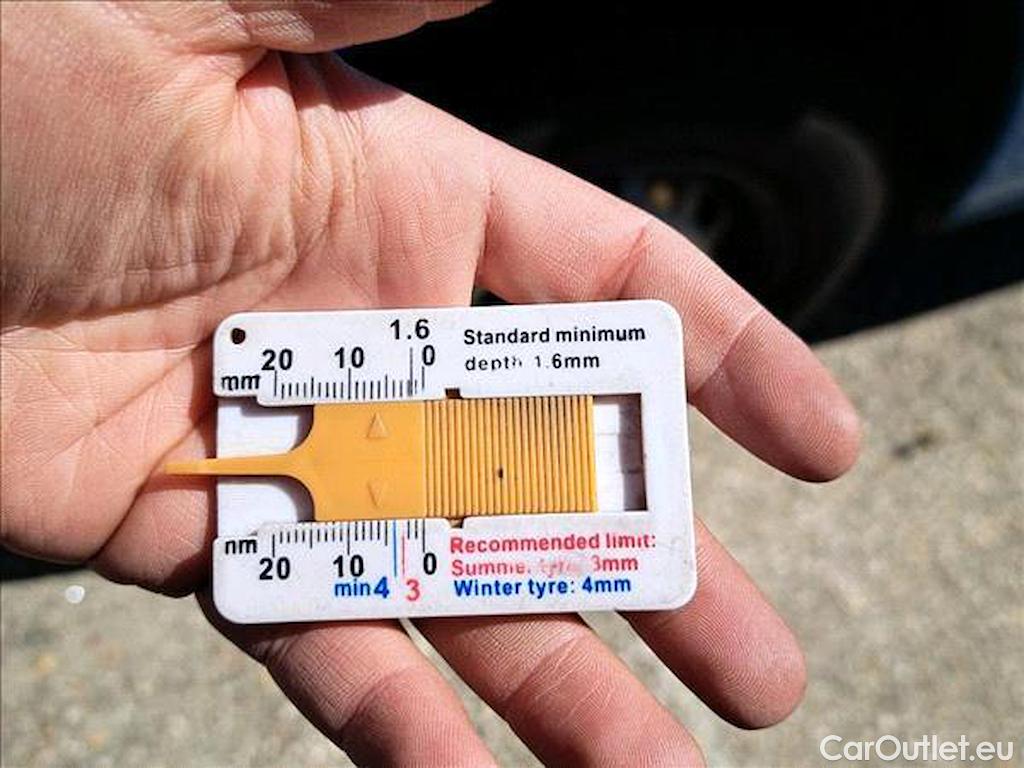 1.6
20 10 0
mm
Standard minimum
depth 1.6mm
nm
20 10 0
min4 3
Recommended limit:
3mm
Winter tyre: 4mm
CarOutlet.eu